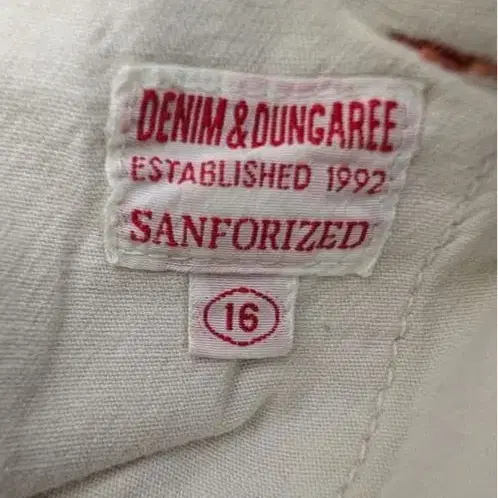 DENIM & DUNGAREE
ESTABLISHED 1992
SANFORIZED
16